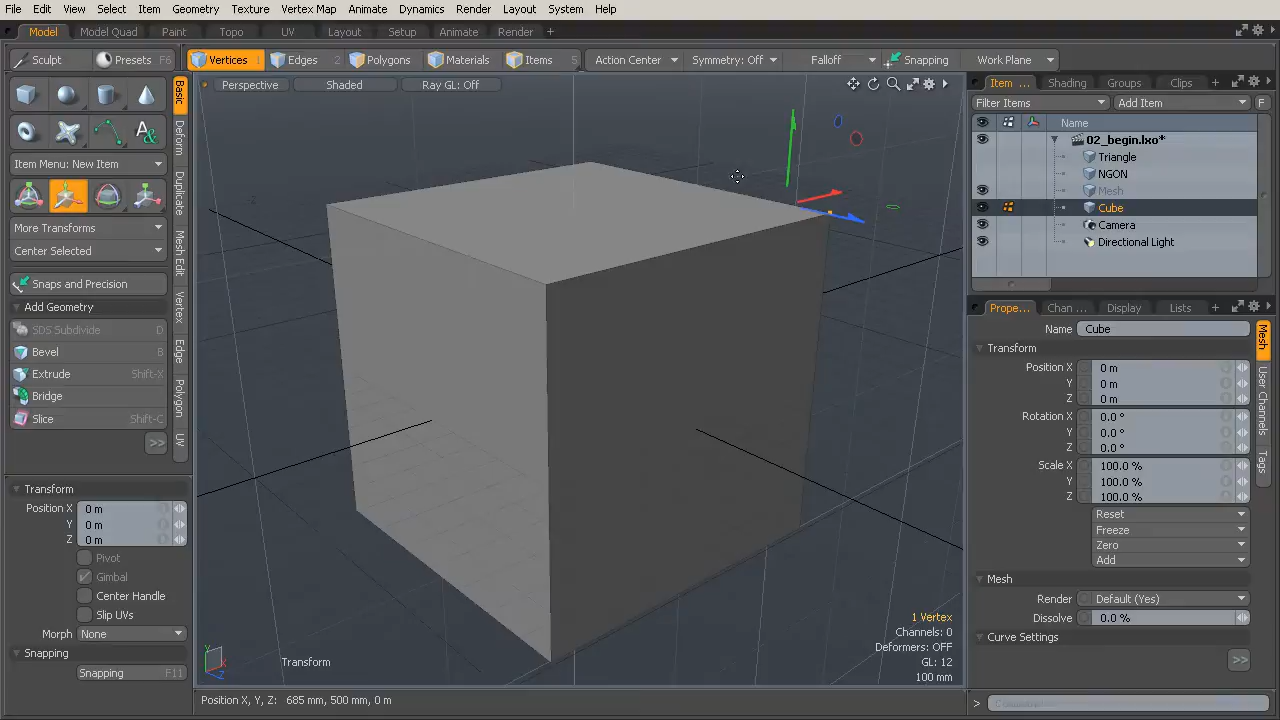 File Edit View Select Item Geometry Texture Vertex Map Animate Dynamics Render Layout System Help
Model Model Quad Paint Topo UV Layout Setup Animate Render +
Sculpt Presets F6 Vertices 1 Edges 2 Polygons Materials Items 5 Action Center Symmetry: Off Falloff Snapping Work Plane
Perspective Shaded Ray GL: Off
Basic
Deform
Duplicate
Mesh Edit
Vertex
Edge
Polygon
UV
Item Menu: New Item
More Transforms
Center Selected
Snaps and Precision
Add Geometry
SDS Subdivide D
Bevel B
Extrude Shift-X
Bridge
Slice Shift-C
>>
Transform
Position X 0 m
Y 0 m
Z 0 m
Pivot
Gimbal
Center Handle
Slip UVs
Morph None
Snapping
Snapping F11
1 Vertex
Channels: 0
Deformers: OFF
GL: 12
100 mm
Transform
Y
X
Z
Position X, Y, Z: 685 mm, 500 mm, 0 m
Item ... Shading Groups Clips +
Filter Items Add Item F
Name
02_begin.lxo*
Triangle
NGON
Mesh
Cube
Camera
Directional Light
Prope... Chan ... Display Lists +
Name Cube
Transform
Position X 0 m
Y 0 m
Z 0 m
Rotation X 0.0 °
Y 0.0 °
Z 0.0 °
Scale X 100.0 %
Y 100.0 %
Z 100.0 %
Reset
Freeze
Zero
Add
Mesh
Render Default (Yes)
Dissolve 0.0 %
Curve Settings
>>
Mesh
User Channels
Tags
>